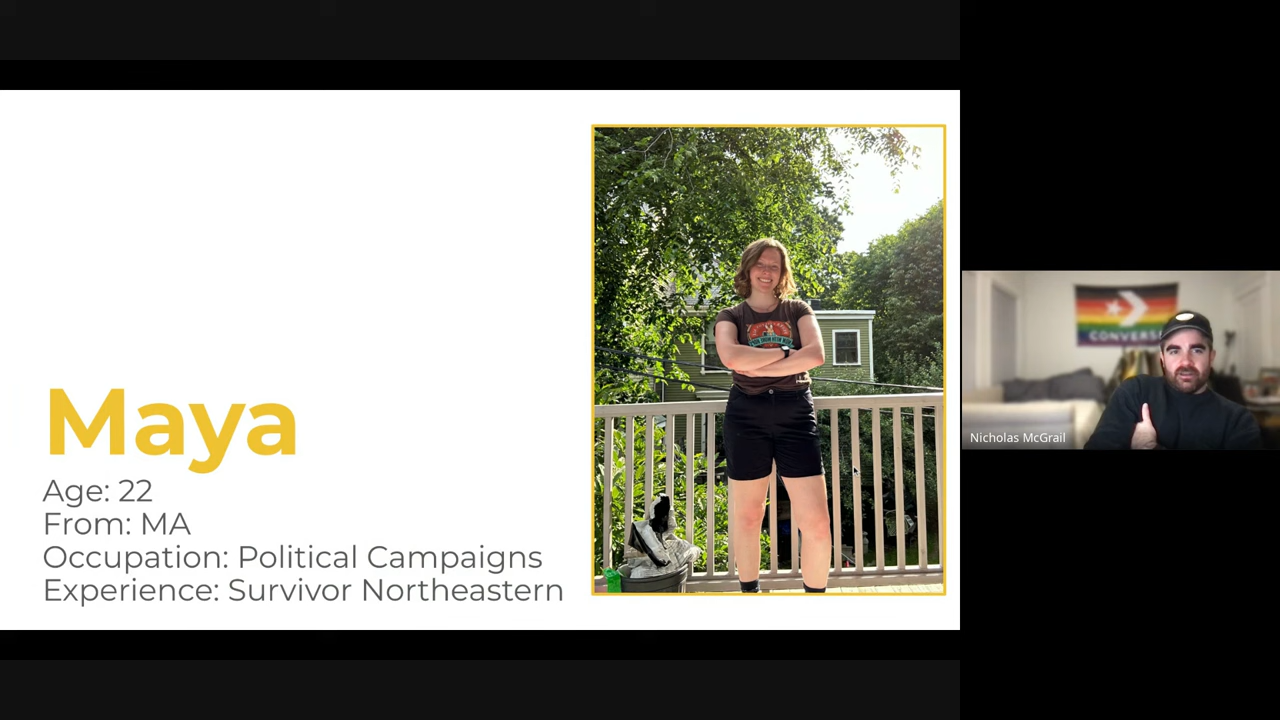 Maya
Age: 22
From: MA
Occupation: Political Campaigns
Experience: Survivor Northeastern
CONVERSE
Nicholas McGrail